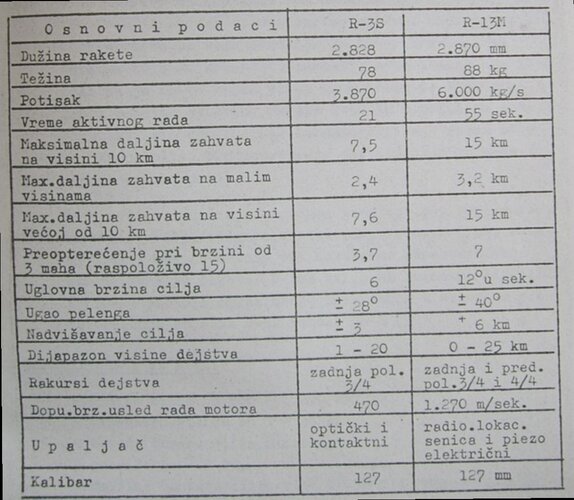 O s n o v n i  p o d a c i R-3S R-13M
Dužina rakete 2.828 2.870 mm
Težina 78 88 kg
Potisak 3.870 6.000 kg/s
Vreme aktivnog rada 21 55 sek.
Maksimalna daljina zahvata
na visini 10 km 7,5 15 km
Max.daljina zahvata na malim
visinama 2,4 3,2 km
Max.daljina zahvata na visini
većoj od 10 km 7,6 15 km
Preopterećenje pri brzini od
3 maha (raspoloživo 15) 3,7 7
Uglovna brzina cilja 6 12°u sek.
Ugao pelenga ± 28° ± 40°
Nadvišavanje cilja ± 3 + 6 km
Dijapazon visine dejstva 1 - 20 0 - 25 km
Rakursi dejstva zadnja pol. zadnja i pred.
3/4 pol.3/4 i 4/4
Dopu.brz.usled rada motora 470 1.270 m/sek.
U p a l j a č optički i radio.lokac.
kontaktni senica i piezo
električni
Kalibar 127 127 mm